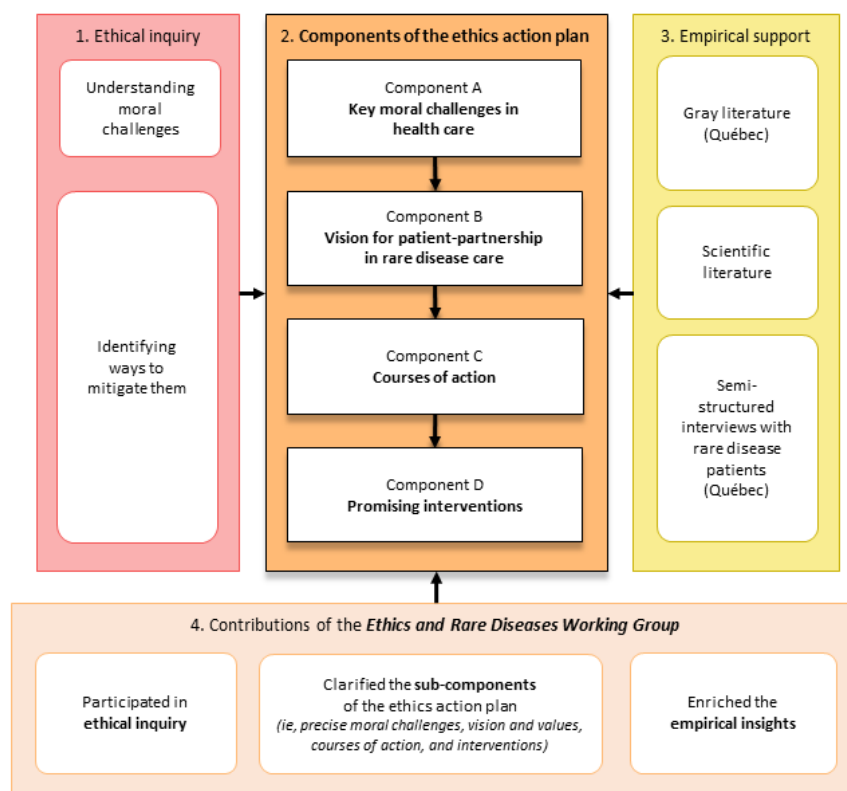 1. Ethical inquiry
Understanding
moral
challenges
Identifying
ways to
mitigate them
2. Components of the ethics action plan
Component A
Key moral challenges in
health care
Component B
Vision for patient-partnership
in rare disease care
Component C
Courses of action
Component D
Promising interventions
3. Empirical support
Gray literature
(Québec)
Scientific
literature
Semi-
structured
interviews with
rare disease
patients
(Québec)
4. Contributions of the Ethics and Rare Diseases Working Group
Participated in
ethical inquiry
Clarified the sub-components
of the ethics action plan
(ie, precise moral challenges, vision and values,
courses of action, and interventions)
Enriched the
empirical insights